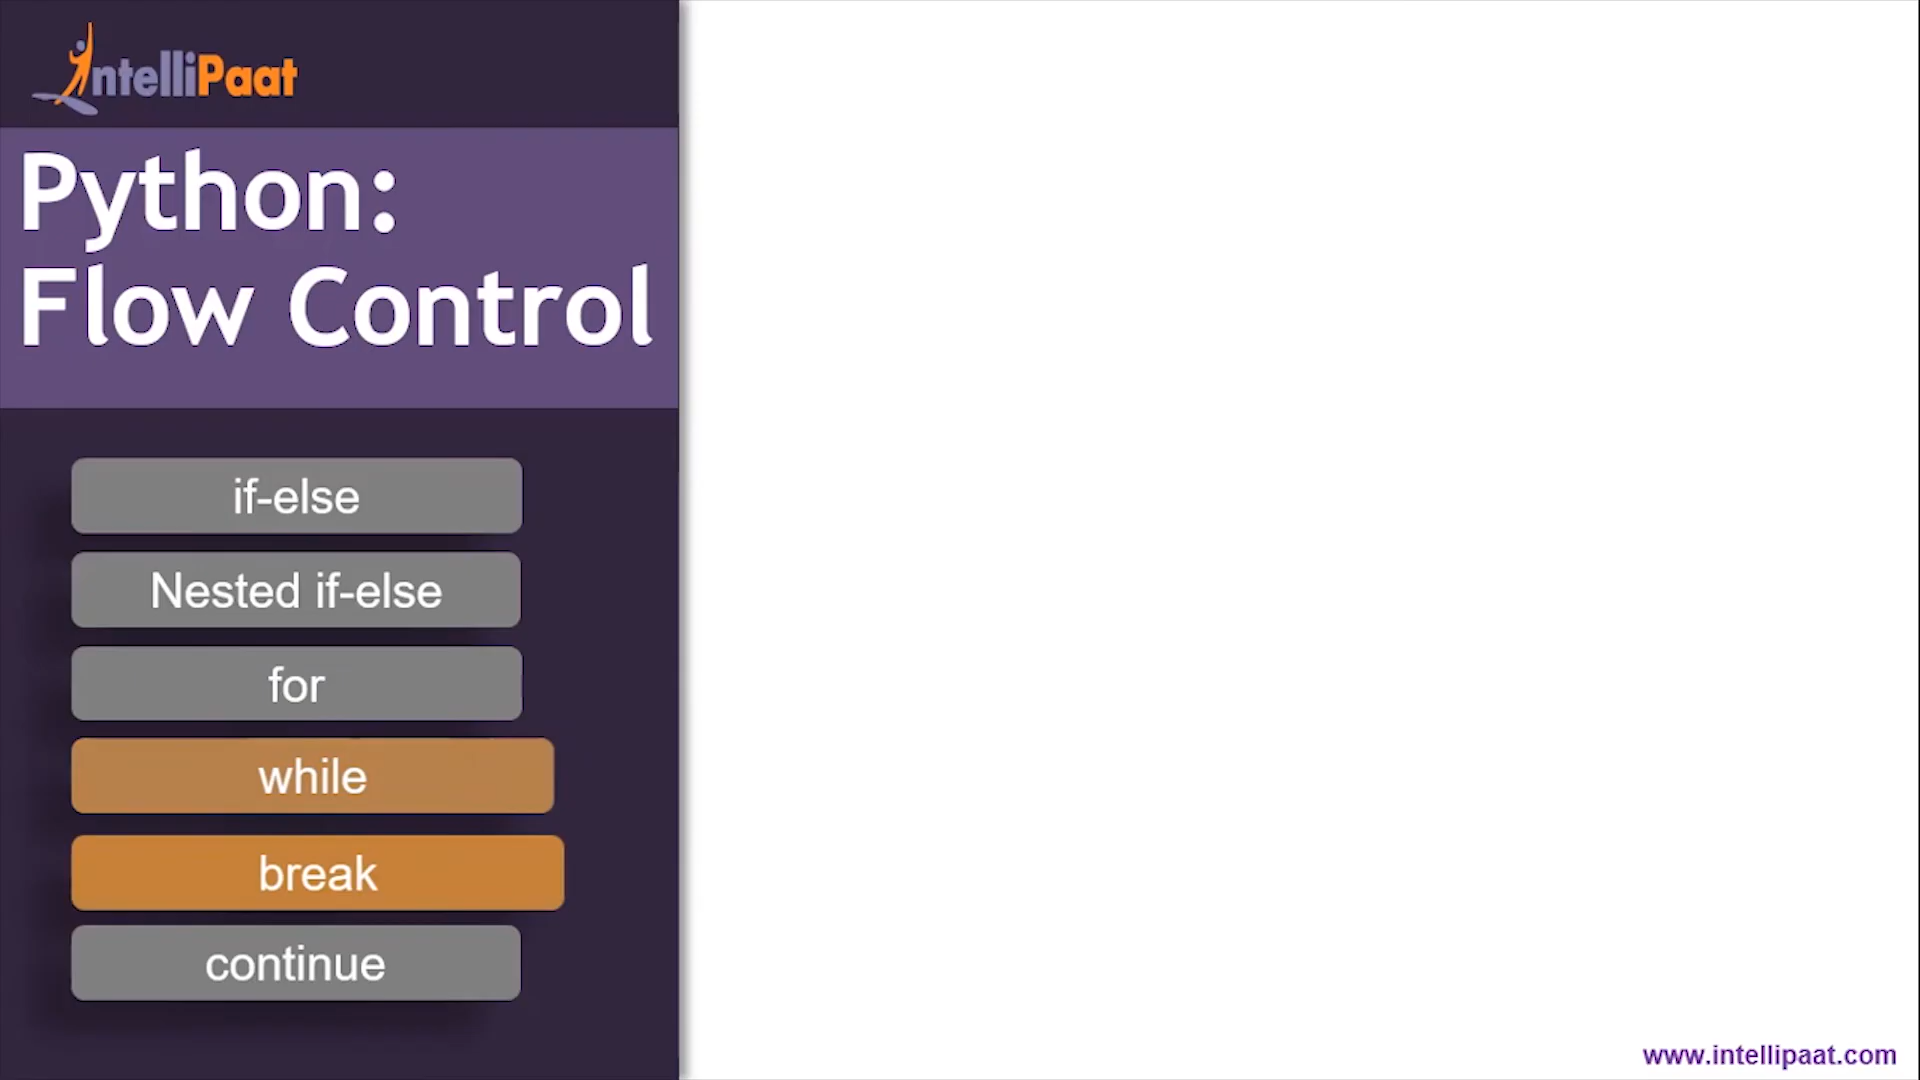 IntelliPaat
Python:
Flow Control
if-else
Nested if-else
for
while
break
continue
www.intellipaat.com